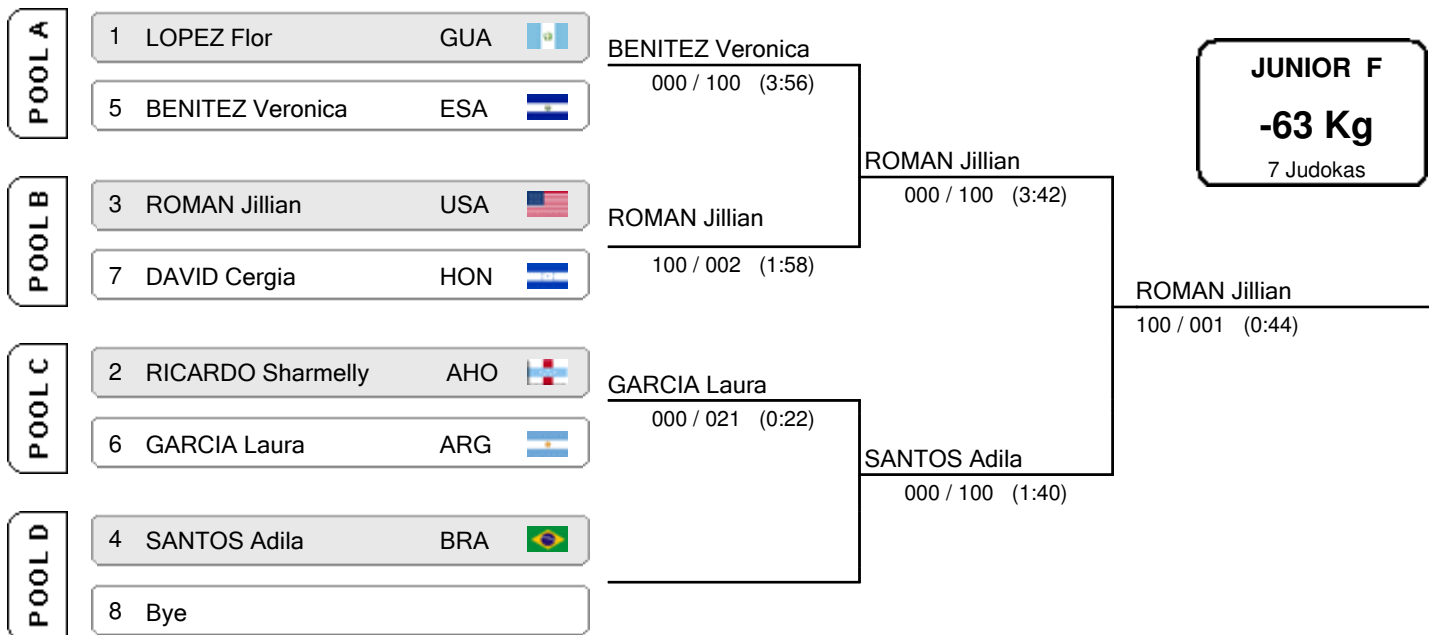 POOL A
1 LOPEZ Flor GUA
5 BENITEZ Veronica ESA
POOL B
3 ROMAN Jillian USA
7 DAVID Cergia HON
POOL C
2 RICARDO Sharmelly AHO
6 GARCIA Laura ARG
POOL D
4 SANTOS Adila BRA
8 Bye
BENITEZ Veronica
000 / 100 (3:56)
ROMAN Jillian
100 / 002 (1:58)
GARCIA Laura
000 / 021 (0:22)
ROMAN Jillian
000 / 100 (3:42)
SANTOS Adila
000 / 100 (1:40)
ROMAN Jillian
100 / 001 (0:44)
JUNIOR F
-63 Kg
7 Judokas